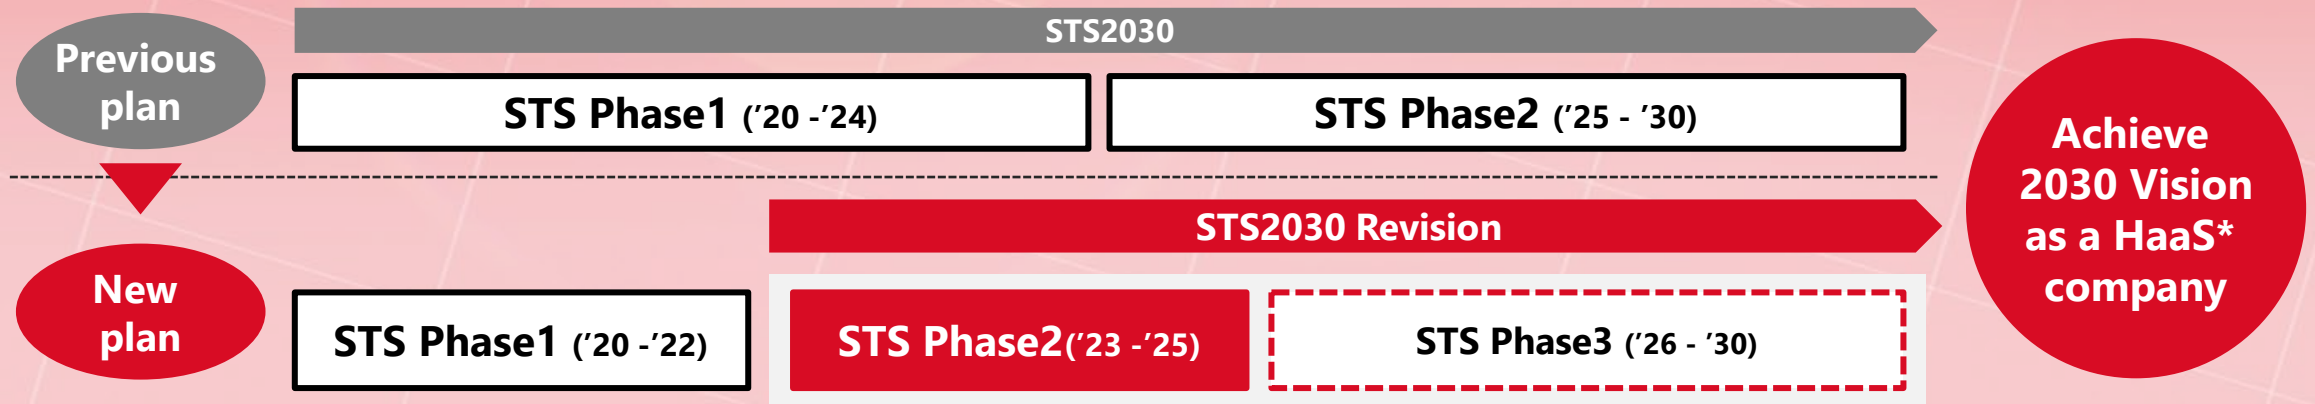 STS2030
Previous
plan
STS Phase1 (’20 -’24)
STS Phase2 (’25 - ’30)
Achieve
2030 Vision
as a HaaS*
company
STS2030 Revision
New
plan
STS Phase1 (’20 -’22)
STS Phase2(’23 -’25)
STS Phase3 (’26 - ’30)